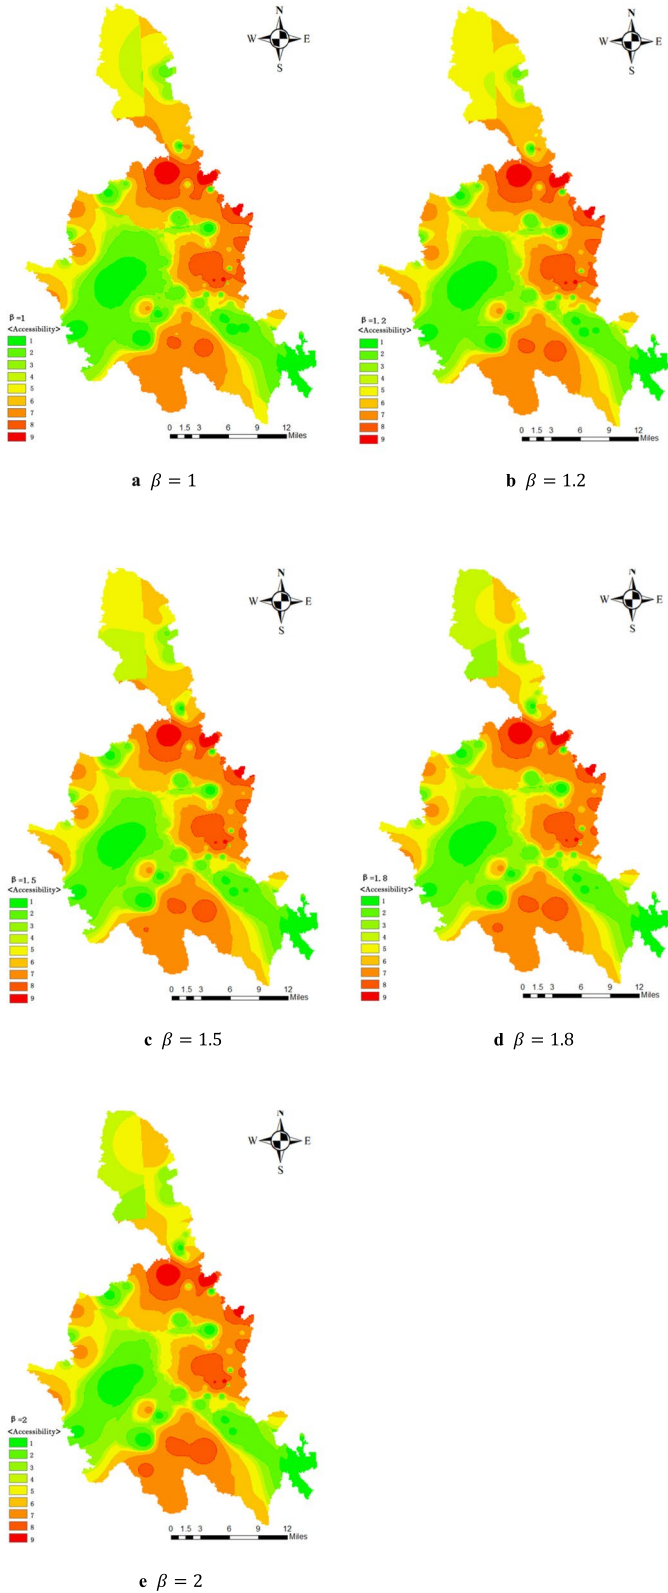 N
W E
S
β=1
<Accessibility>
1
2
3
4
5
6
7
8
9
0 1.5 3 6 9 12
Miles
a β = 1
N
W E
S
β=1.2
<Accessibility>
1
2
3
4
5
6
7
8
9
0 1.5 3 6 9 12
Miles
b β = 1.2
N
W E
S
β=1.5
<Accessibility>
1
2
3
4
5
6
7
8
9
0 1.5 3 6 9 12
Miles
c β = 1.5
N
W E
S
β=1.8
<Accessibility>
1
2
3
4
5
6
7
8
9
0 1.5 3 6 9 12
Miles
d β = 1.8
N
W E
S
β=2
<Accessibility>
1
2
3
4
5
6
7
8
9
0 1.5 3 6 9 12
Miles
e β = 2